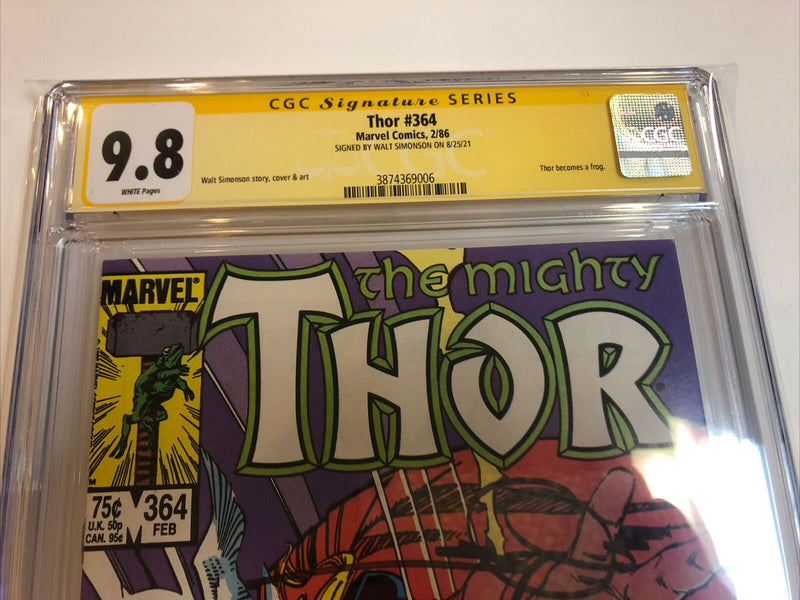 CGC Signature SERIES
Thor #364
Marvel Comics, 2/86
SIGNED BY WALT SIMONSON ON 8/25/21
9.8
WHITE Pages
Walt Simonson story, cover & art
Thor becomes a frog.
3874369006
CGC
CGC
MARVEL®
the mighty
THOR
TM
75¢
U.K. 50p
CAN. 95¢
364
FEB